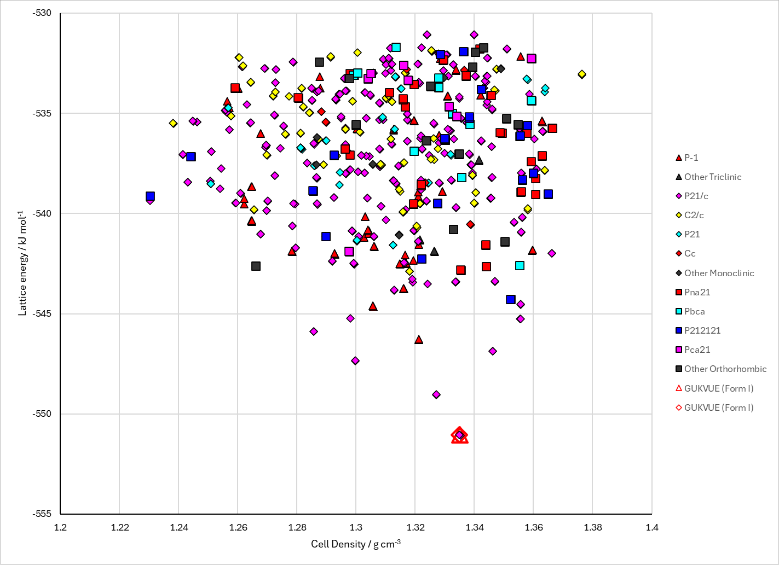 -530
-535
-540
-545
-550
-555
Lattice energy / kJ mol-1
1.2 1.22 1.24 1.26 1.28 1.3 1.32 1.34 1.36 1.38 1.4
Cell Density / g cm-3
P-1
Other Triclinic
P21/c
C2/c
P21
Cc
Other Monoclinic
Pna21
Pbca
P212121
Pca21
Other Orthorhombic
GUKVUE (Form I)
GUKVUE (Form I)